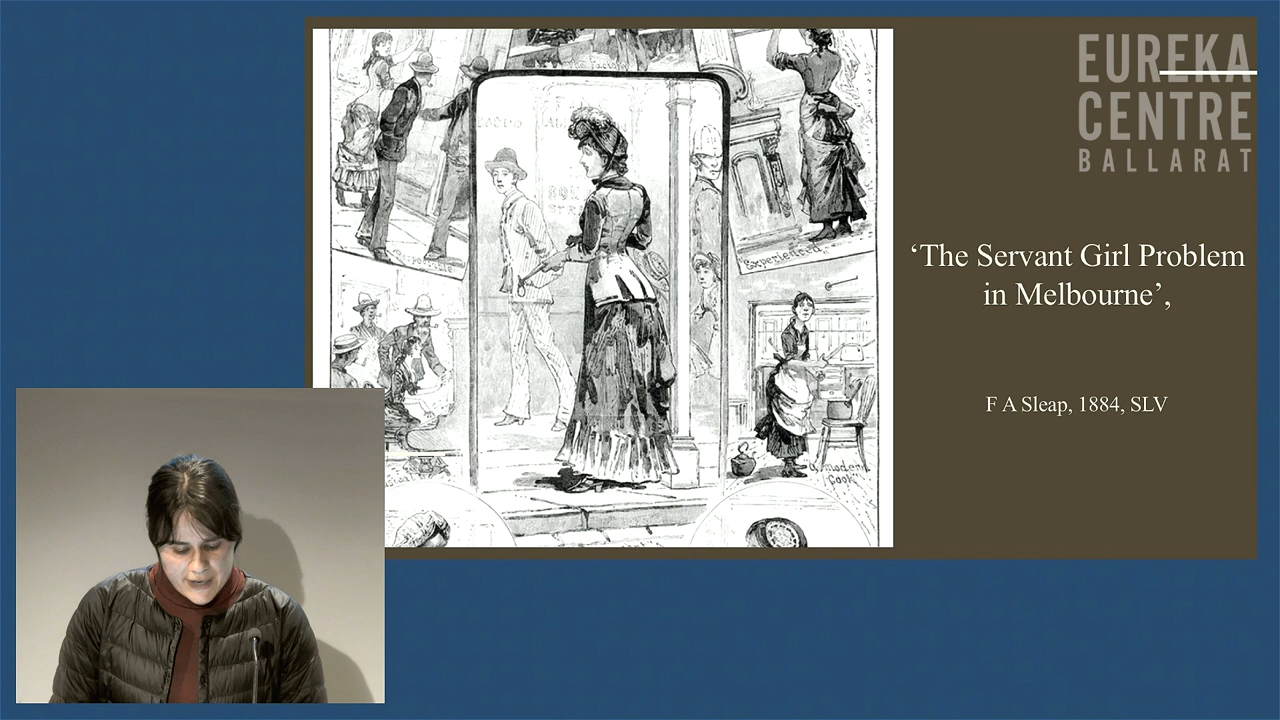 EUREKA
CENTRE
BALLARAT
‘The Servant Girl Problem
in Melbourne’,
F A Sleap, 1884, SLV
Experienced.
a modern
Cook